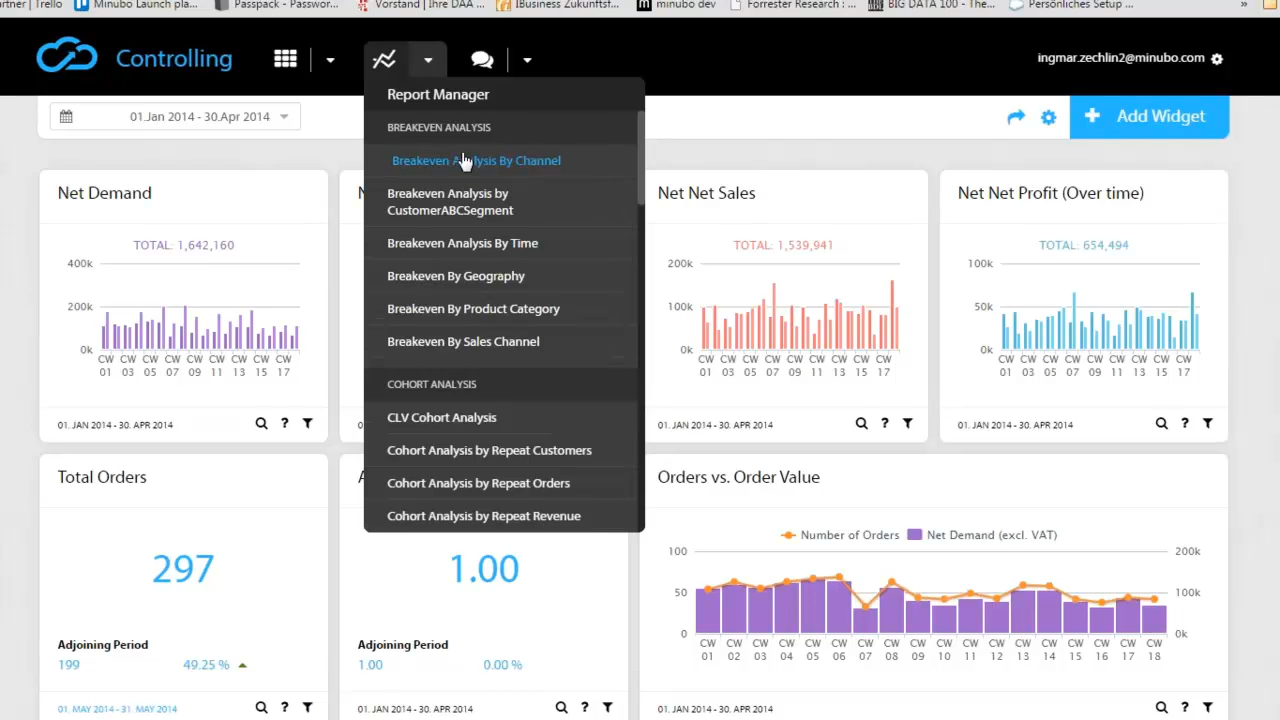 Trello
Minubo Launch pla...
Passpack - Passwor...
Vorstand | Ihre DAA ...
IBusiness Zukunftsf...
minubo dev
Forrester Research : ...
BIG DATA 100 - The...
Persönliches Setup ...
»
Controlling
ingmar.zechlin2@minubo.com
Report Manager
BREAKEVEN ANALYSIS
Breakeven Analysis By Channel
Breakeven Analysis by
CustomerABCSegment
Breakeven Analysis By Time
Breakeven By Geography
Breakeven By Product Category
Breakeven By Sales Channel
COHORT ANALYSIS
CLV Cohort Analysis
Cohort Analysis by Repeat Customers
Cohort Analysis by Repeat Orders
Cohort Analysis by Repeat Revenue
01.Jan 2014 - 30.Apr 2014
+ Add Widget
Net Demand
TOTAL: 1,642,160
400k
200k
0k
CW CW CW CW CW CW CW CW CW
01 03 05 07 09 11 13 15 17
01. JAN 2014 - 30. APR 2014
?
Net Net Sales
TOTAL: 1,539,941
200k
100k
0k
CW CW CW CW CW CW CW CW CW
01 03 05 07 09 11 13 15 17
01. JAN 2014 - 30. APR 2014
?
Net Net Profit (Over time)
TOTAL: 654,494
100k
50k
0k
CW CW CW CW CW CW CW CW CW
01 03 05 07 09 11 13 15 17
01. JAN 2014 - 30. APR 2014
?
Total Orders
297
Adjoining Period
199 49.25 %
01. MAY 2014 - 31. MAY 2014
?
1.00
Adjoining Period
1.00 0.00 %
01. JAN 2014 - 30. APR 2014
?
Orders vs. Order Value
Number of Orders Net Demand (excl. VAT)
100 200k
50 100k
0 0k
CW CW CW CW CW CW CW CW CW CW CW CW CW CW CW CW CW CW
01 02 03 04 05 06 07 08 09 10 11 12 13 14 15 16 17 18
01. JAN 2014 - 30. APR 2014
?